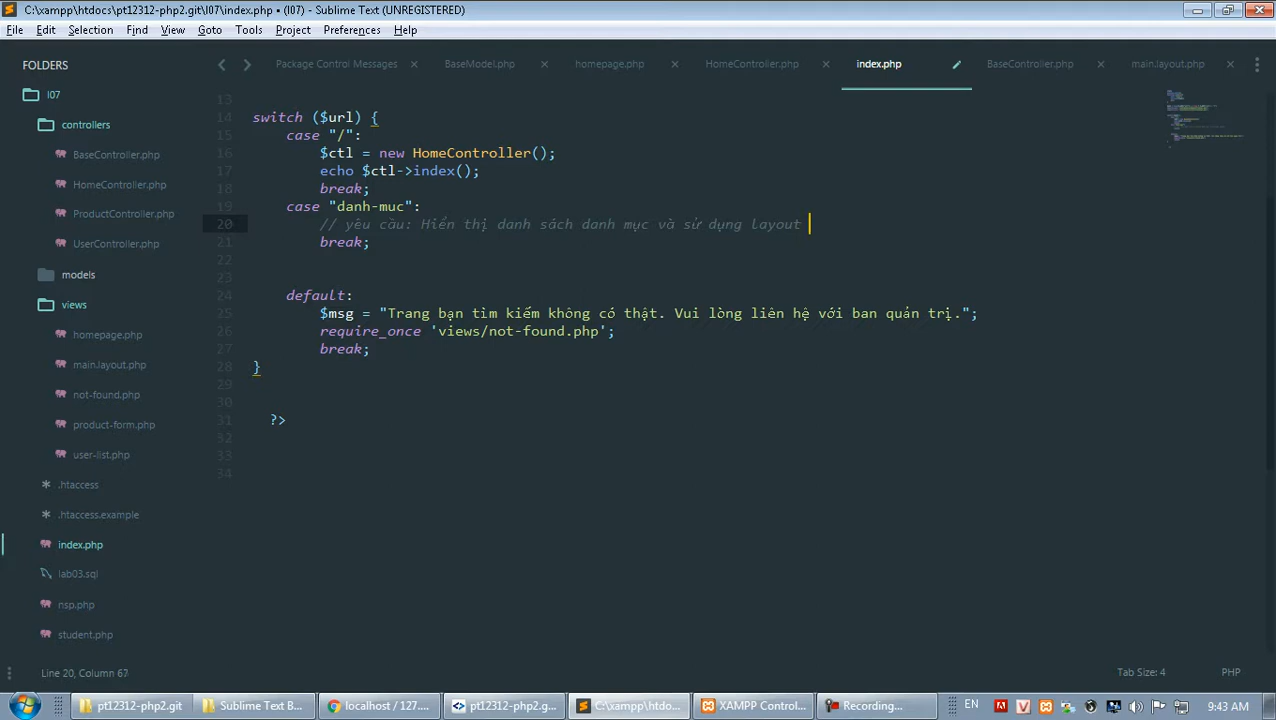 C:\xampp\htdocs\pt12312-php2.git\l07\index.php • (l07) - Sublime Text (UNREGISTERED)
File Edit Selection Find View Goto Tools Project Preferences Help
FOLDERS
l07
controllers
BaseController.php
HomeController.php
ProductController.php
UserController.php
models
views
homepage.php
main.layout.php
not-found.php
product-form.php
user-list.php
.htaccess
.htaccess.example
index.php
lab03.sql
nsp.php
student.php
Package Control Messages BaseModel.php homepage.php HomeController.php index.php BaseController.php main.layout.php
13
14 switch ($url) {
15 case "/":
16 $ctl = new HomeController();
17 echo $ctl->index();
18 break;
19 case "danh-muc":
20 // yêu cầu: Hiển thị danh sách danh mục và sử dụng layout
21 break;
22
23
24 default:
25 $msg = "Trang bạn tìm kiếm không có thật. Vui lòng liên hệ với ban quản trị.";
26 require_once 'views/not-found.php';
27 break;
28 }
29
30
31 ?>
32
33
34
Line 20, Column 67 Tab Size: 4 PHP
pt12312-php2.git Sublime Text B... localhost / 127.... pt12312-php2.g... C:\xampp\htdo... XAMPP Control... Recording... EN 9:43 AM